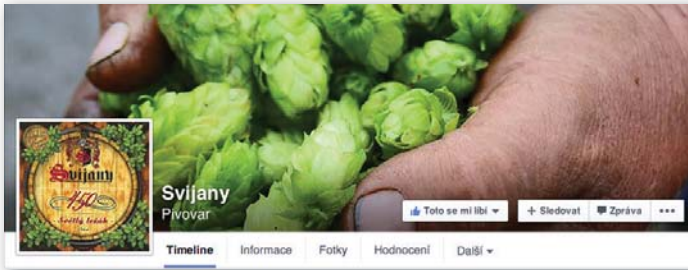 Svijany
450
Světlý ležák
Svijany
Pivovar
Toto se mi líbí
+ Sledovat
Zpráva
Timeline
Informace
Fotky
Hodnocení
Další